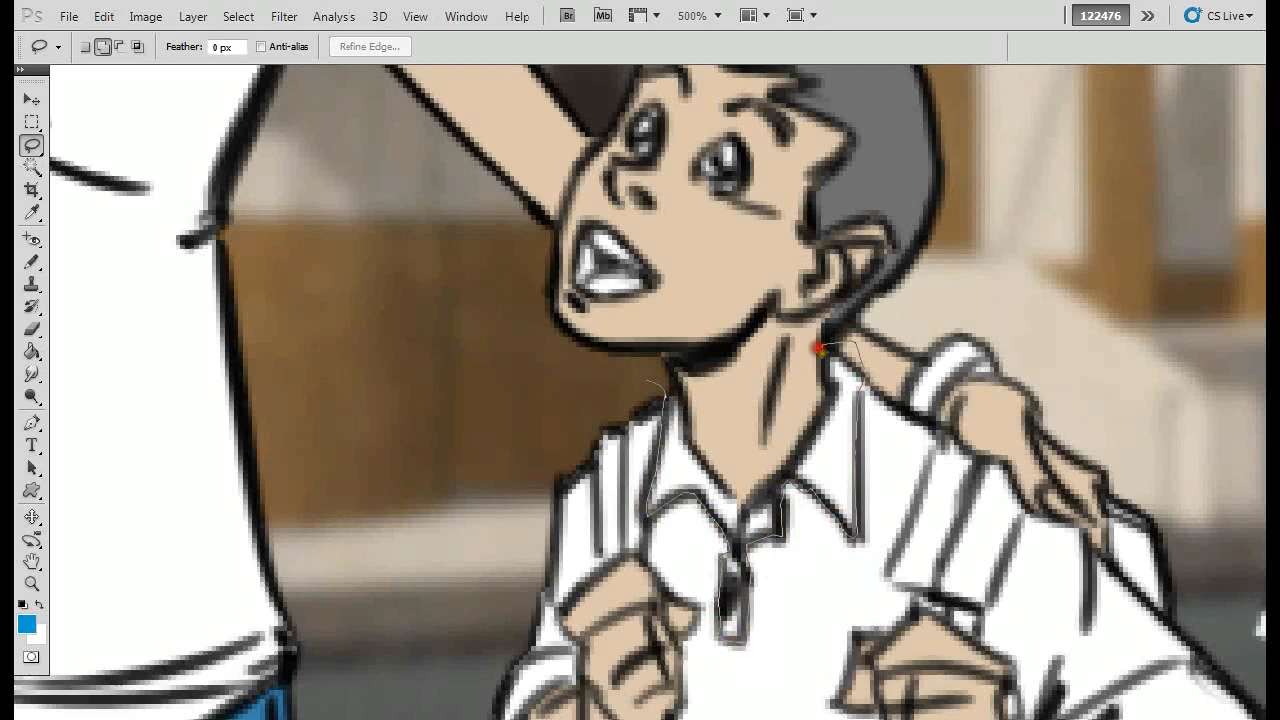 Ps File Edit Image Layer Select Filter Analysis 3D View Window Help Br Mb 500% 122476 CS Live
Feather: 0 px Anti-alias Refine Edge...
T